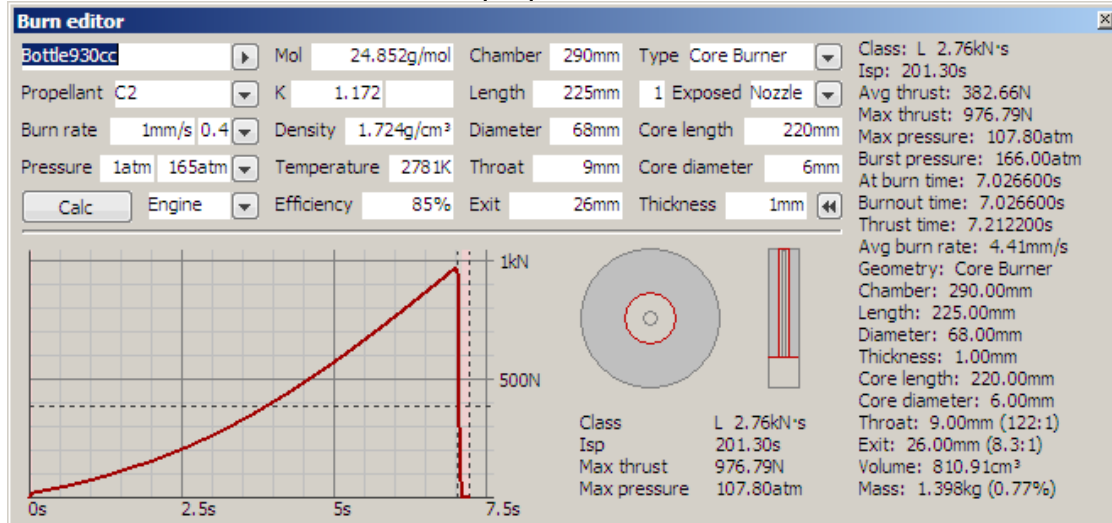 Burn editor
Bottle930cc Mol 24.852g/mol Chamber 290mm Type Core Burner
Propellant C2 K 1.172 Length 225mm 1 Exposed Nozzle
Burn rate 1mm/s 0.4 Density 1.724g/cm³ Diameter 68mm Core length 220mm
Pressure 1atm 165atm Temperature 2781K Throat 9mm Core diameter 6mm
Calc Engine Efficiency 85% Exit 26mm Thickness 1mm
Class: L 2.76kN·s
Isp: 201.30s
Avg thrust: 382.66N
Max thrust: 976.79N
Max pressure: 107.80atm
Burst pressure: 166.00atm
At burn time: 7.026600s
Burnout time: 7.026600s
Thrust time: 7.212200s
Avg burn rate: 4.41mm/s
Geometry: Core Burner
Chamber: 290.00mm
Length: 225.00mm
Diameter: 68.00mm
Thickness: 1.00mm
Core length: 220.00mm
Core diameter: 6.00mm
Throat: 9.00mm (122:1)
Exit: 26.00mm (8.3:1)
Volume: 810.91cm³
Mass: 1.398kg (0.77%)
1kN
500N
0s 2.5s 5s 7.5s
Class L 2.76kN·s
Isp 201.30s
Max thrust 976.79N
Max pressure 107.80atm